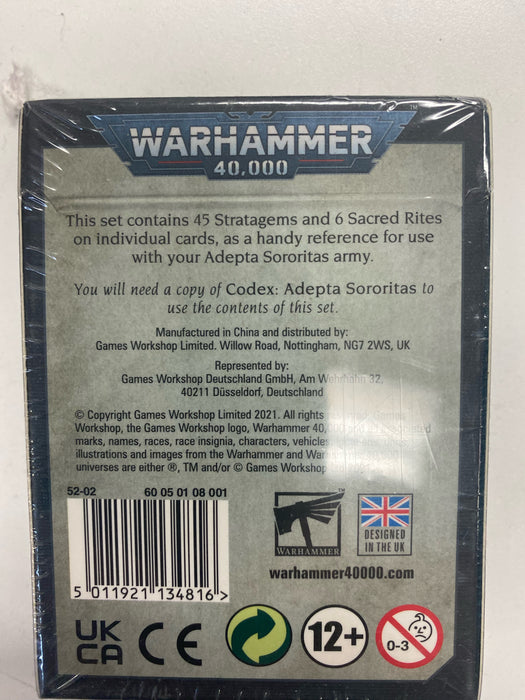 WARHAMMER
40,000
This set contains 45 Stratagems and 6 Sacred Rites
on individual cards, as a handy reference for use
with your Adepta Sororitas army.
You will need a copy of Codex: Adepta Sororitas to
use the contents of this set.
Manufactured in China and distributed by:
Games Workshop Limited. Willow Road, Nottingham, NG7 2WS, UK
Represented by:
Games Workshop Deutschland GmbH, Am Wehrhahn 32,
40211 Düsseldorf, Deutschland
© Copyright Games Workshop Limited 2021. All rights reserved. Games
Workshop, the Games Workshop logo, Warhammer 40,
marks, names, races, race insignia, characters, vehicles
illustrations and images from the Warhammer and
universes are either ®, TM and/or © Games Workshop
52-02 60 05 01 08 001
5 011921 134816 >
WARHAMMER
TM
DESIGNED
IN THE UK
warhammer40000.com
UK
CA CE
12+
0-3